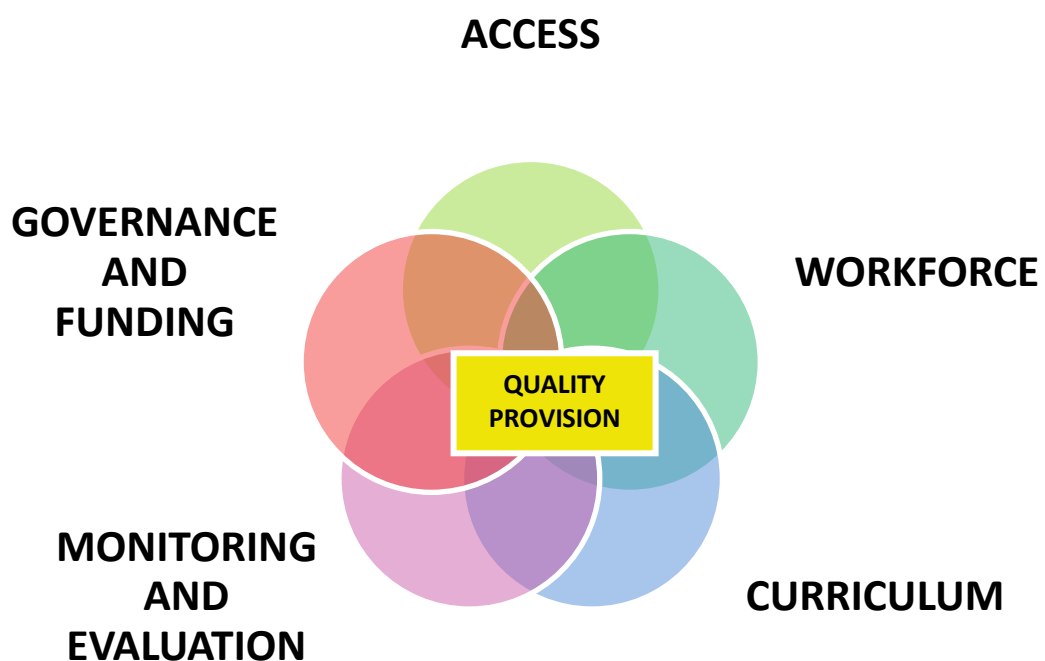 ACCESS
GOVERNANCE
AND
FUNDING
WORKFORCE
QUALITY
PROVISION
MONITORING
AND
EVALUATION
CURRICULUM